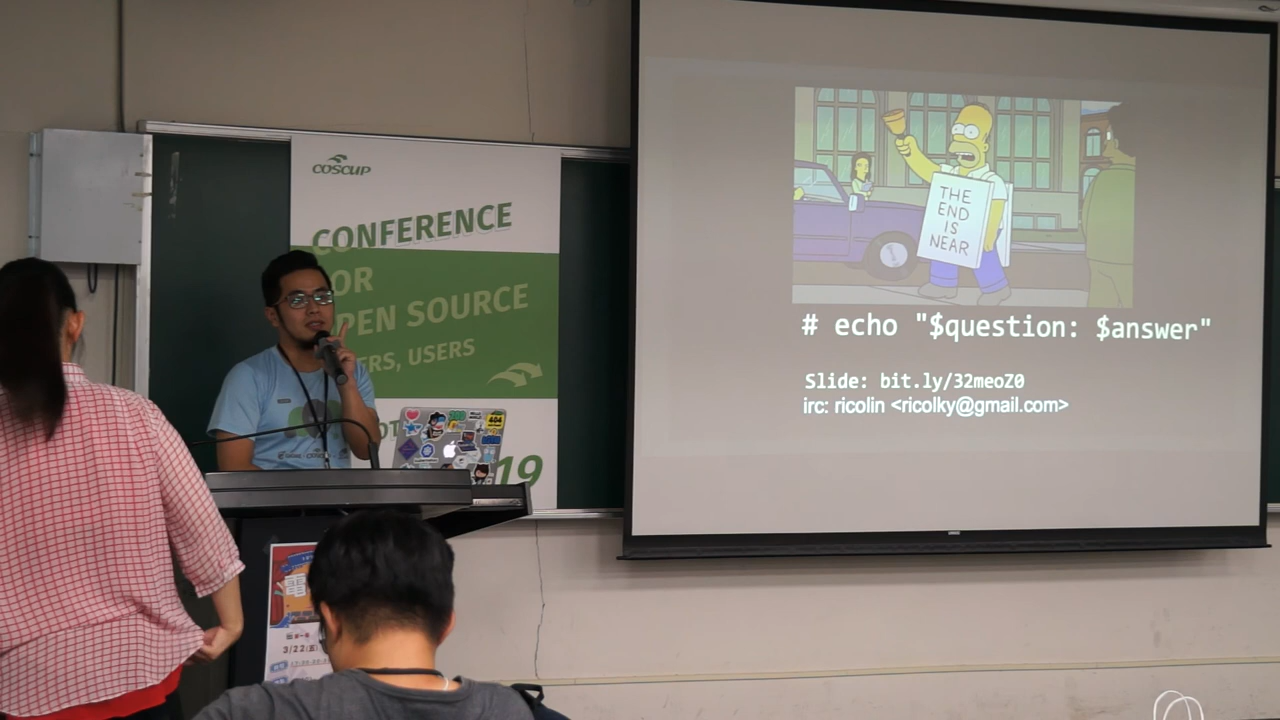 COSCUP
CONFERENCE
OR
PEN SOURCE
ERS, USERS
19
404
THE
END
IS
NEAR
# echo "$question: $answer"
Slide: bit.ly/32meoZ0
irc: ricolin <ricolky@gmail.com>
3/22